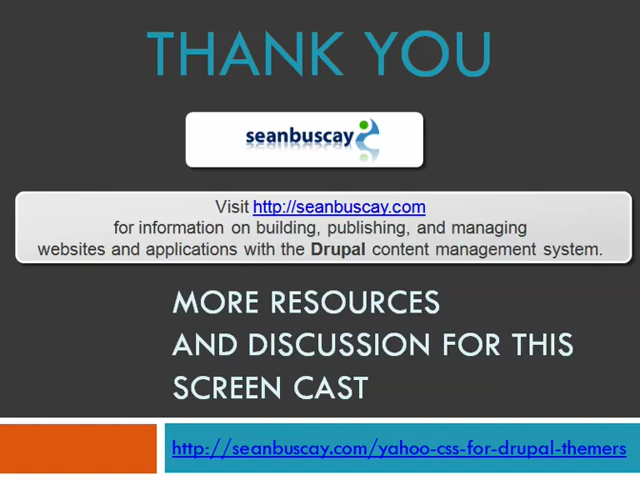 THANK YOU
seanbuscay
Visit http://seanbuscay.com
for information on building, publishing, and managing
websites and applications with the Drupal content management system.
MORE RESOURCES
AND DISCUSSION FOR THIS
SCREEN CAST
http://seanbuscay.com/yahoo-css-for-drupal-themers